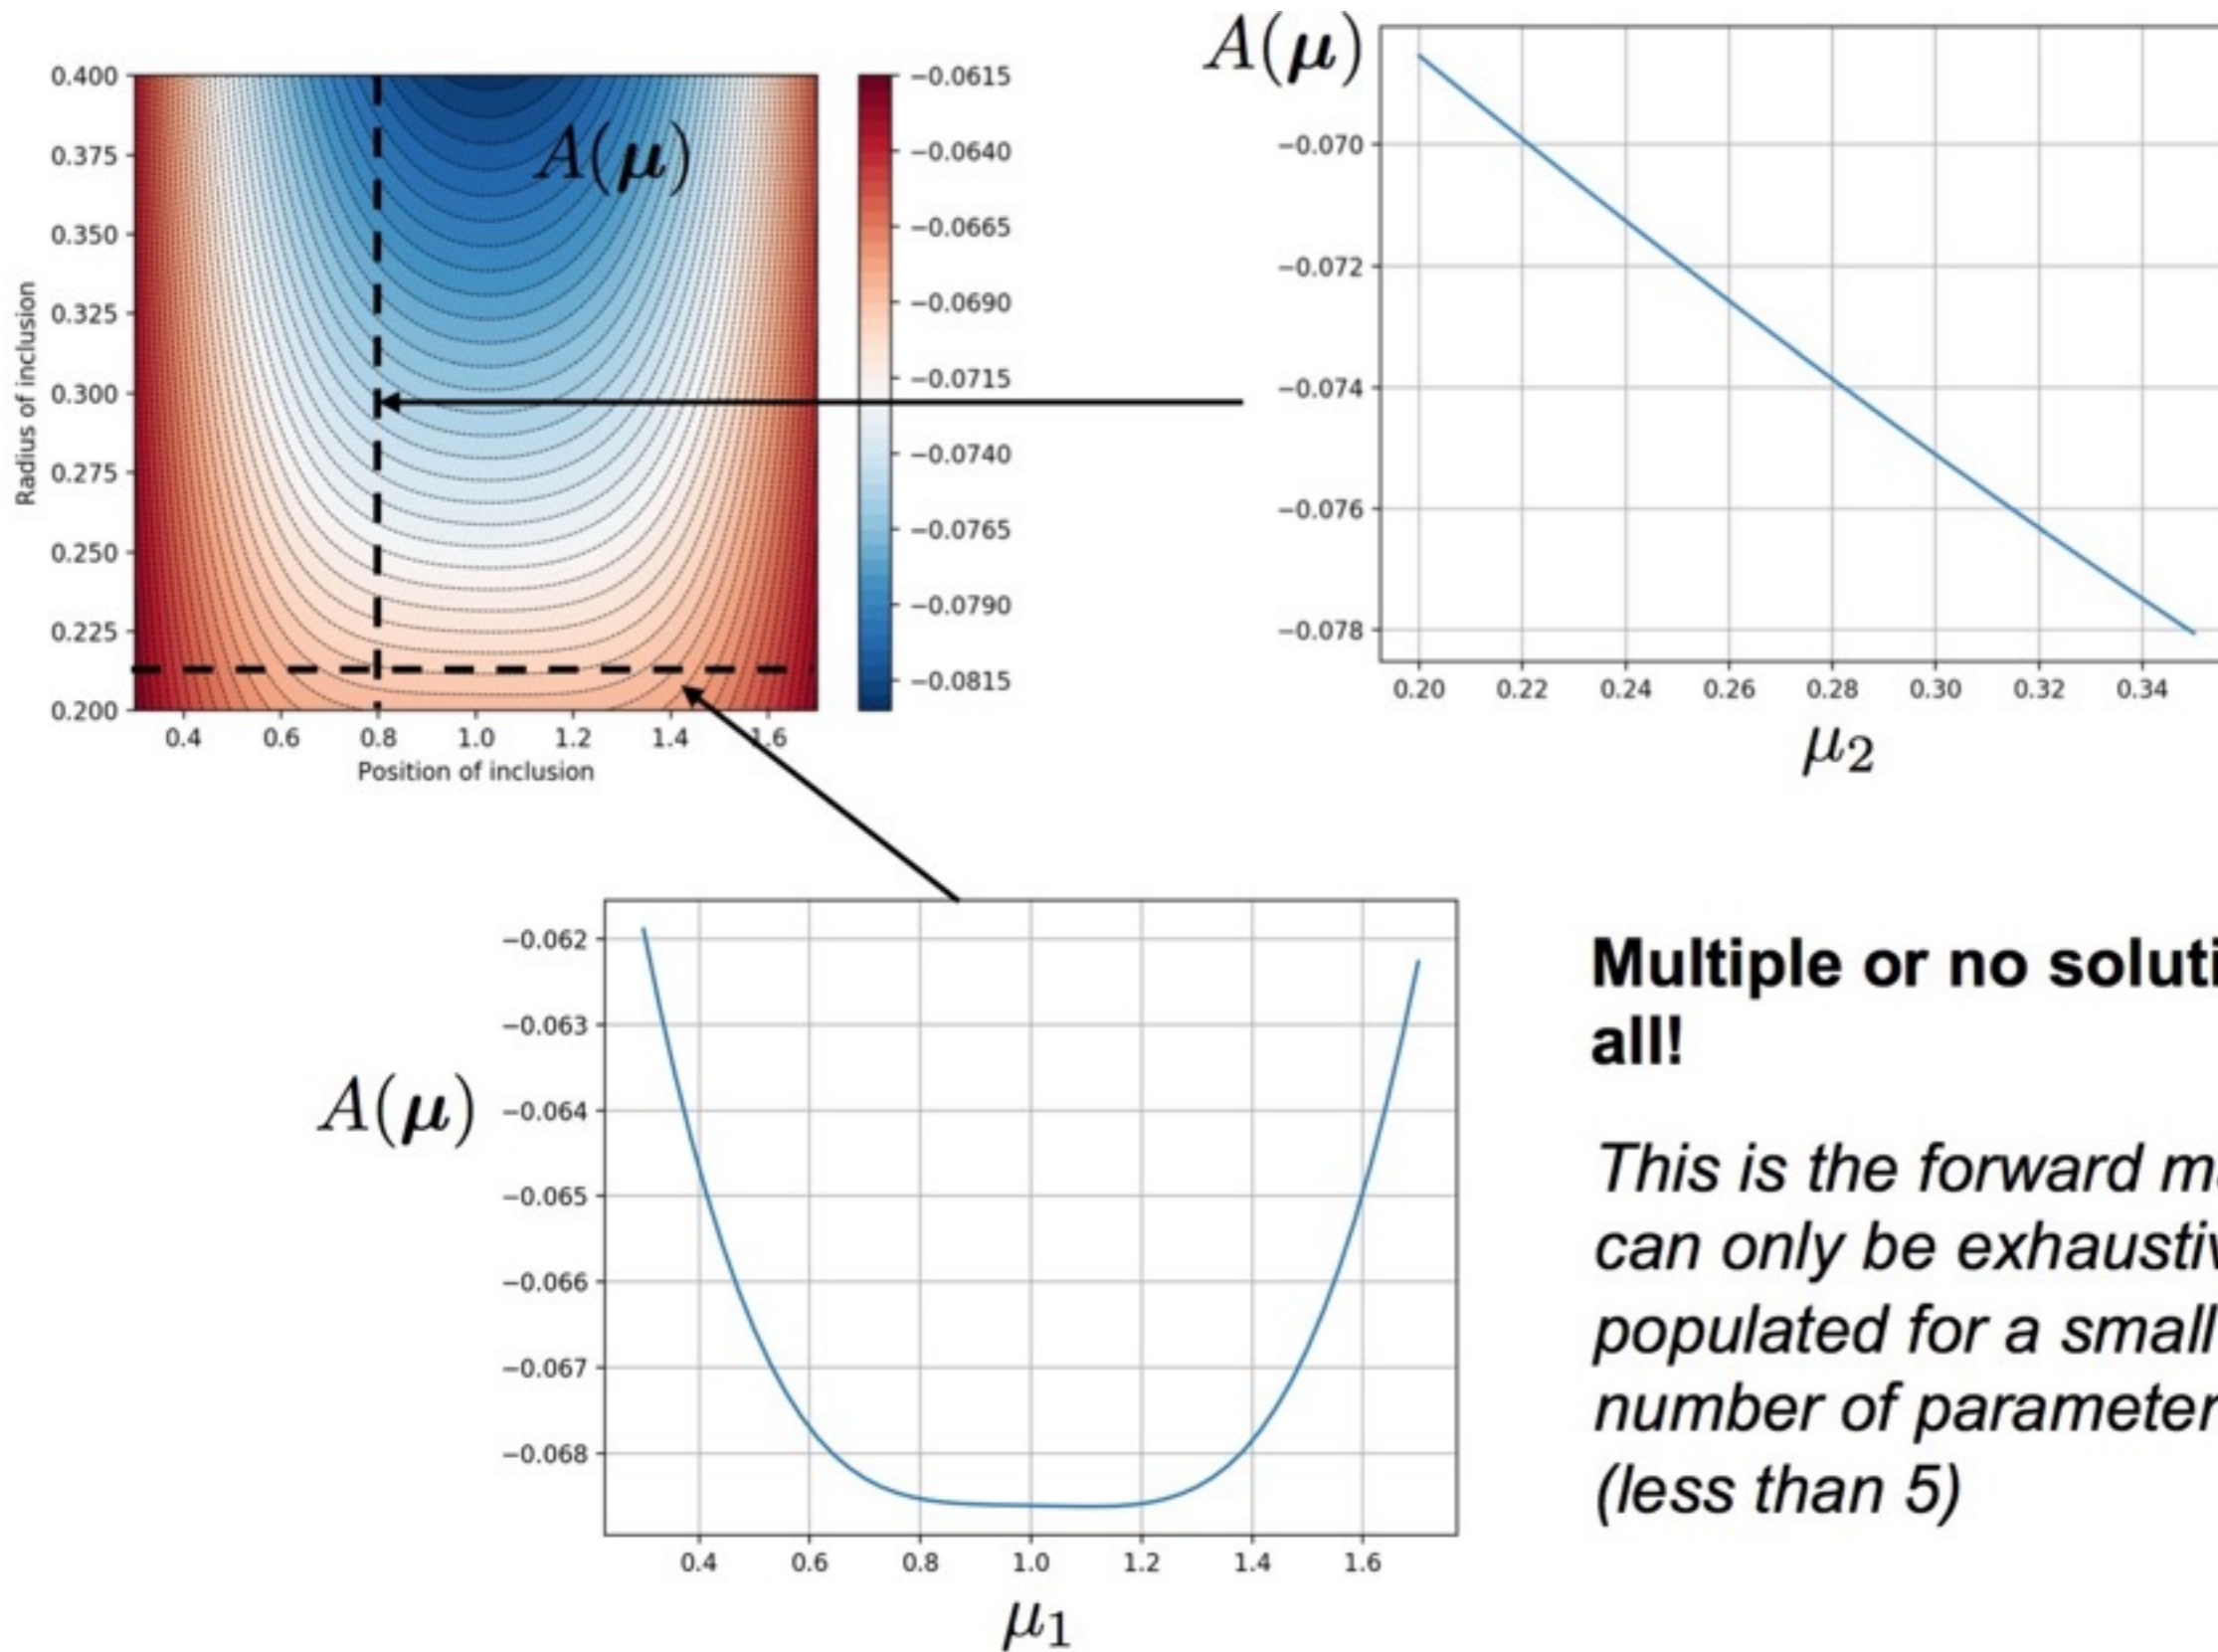 A(μ)
0.400
0.375
0.350
0.325
0.300
0.275
0.250
0.225
0.200
Radius of inclusion
0.4 0.6 0.8 1.0 1.2 1.4 1.6
Position of inclusion
A(μ)
−0.0615
−0.0640
−0.0665
−0.0690
−0.0715
−0.0740
−0.0765
−0.0790
−0.0815
−0.070
−0.072
−0.074
−0.076
−0.078
0.20 0.22 0.24 0.26 0.28 0.30 0.32 0.34
μ2
−0.062
−0.063
−0.064
−0.065
−0.066
−0.067
−0.068
A(μ)
0.4 0.6 0.8 1.0 1.2 1.4 1.6
μ1
Multiple or no soluti
all!
This is the forward m
can only be exhausti
populated for a small
number of parameter
(less than 5)